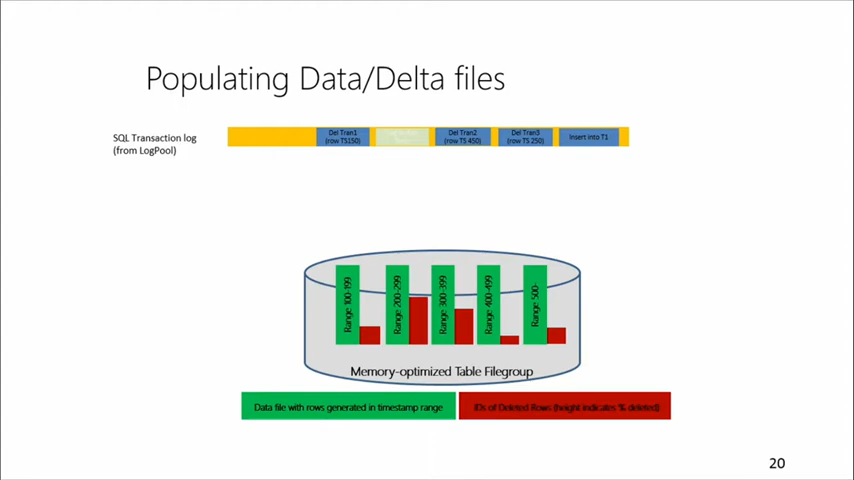 Populating Data/Delta files
SQL Transaction log
(from LogPool)
Del Tran1
(row TS150)
Del Tran2
(row TS 450)
Del Tran3
(row TS 250)
Insert into T1
Range 100-199
Range 200-299
Range 300-399
Range 400-499
Range 500-
Memory-optimized Table Filegroup
Data file with rows generated in timestamp range
IDs of Deleted Rows (height indicates % deleted)
20